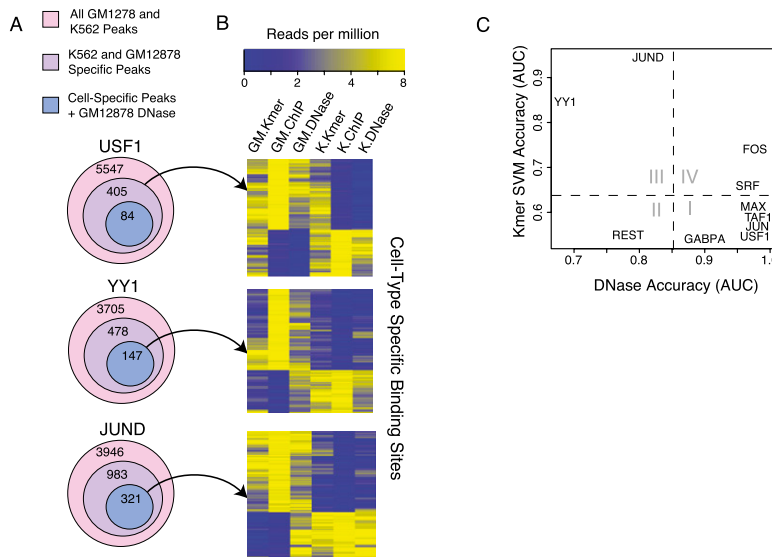 A
All GM1278 and
K562 Peaks
K562 and GM12878
Specific Peaks
Cell-Specific Peaks
+ GM12878 DNase
USF1
5547
405
84
YY1
3705
478
147
JUND
3946
983
321
B
Reads per million
0 2 4 6 8
GM.Kmer
GM.ChIP
GM.DNase
K.Kmer
K.ChIP
K.DNase
Cell-Type Specific Binding Sites
C
Kmer SVM Accuracy (AUC)
0.9
0.8
0.7
0.6
JUND
YY1
FOS
SRF
III IV
II I
MAX
TAF1
JUN
USF1
REST
GABPA
0.7 0.8 0.9 1.0
DNase Accuracy (AUC)